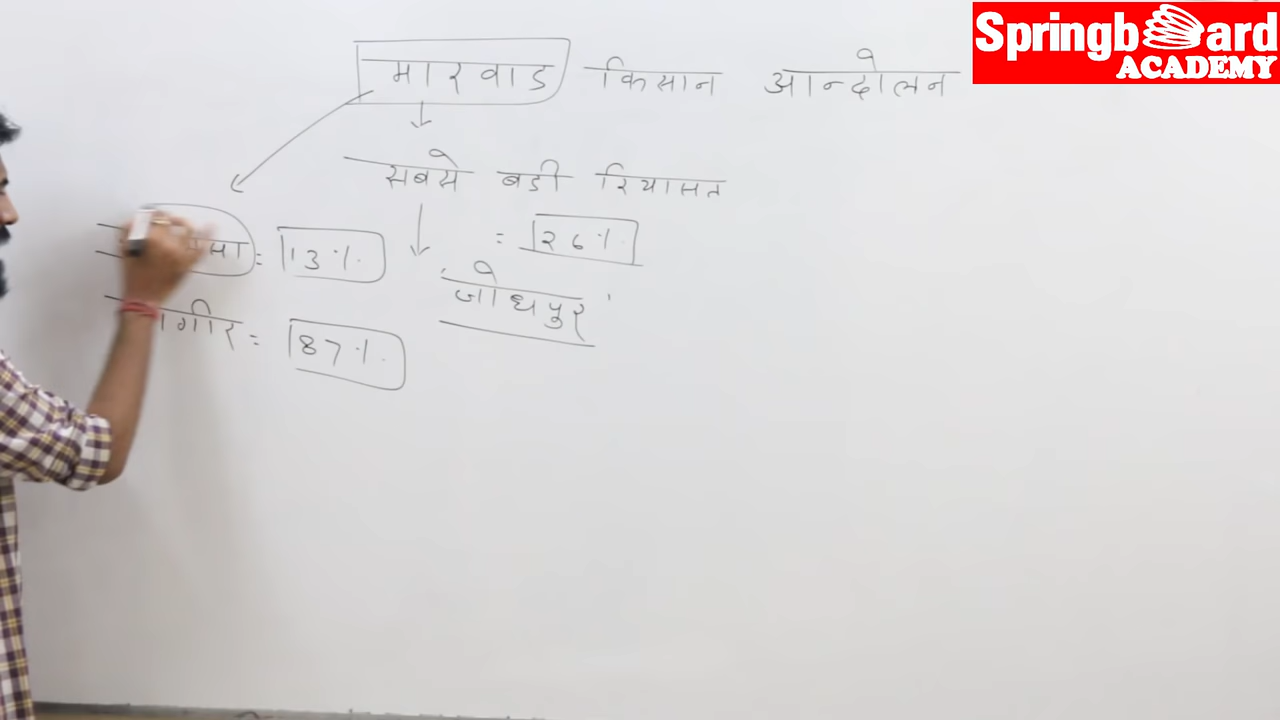 Springboard
ACADEMY
मारवाड किसान आन्दोलन
सबसे बडी रियासत
= 26%
= 13%
जोधपुर
= 87%